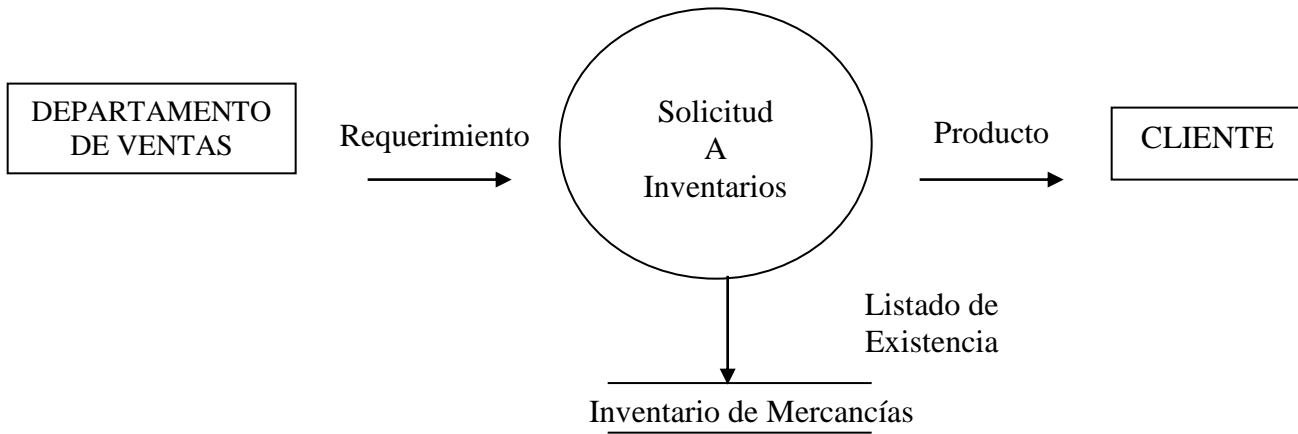 DEPARTAMENTO
DE VENTAS
Requerimiento
Solicitud
A
Inventarios
Producto
CLIENTE
Listado de
Existencia
Inventario de Mercancías